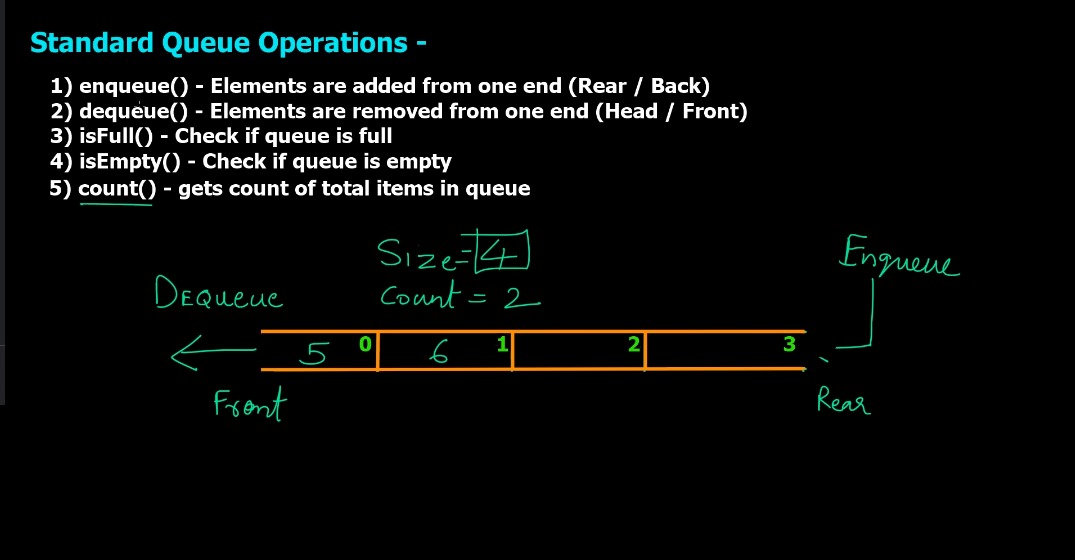 Standard Queue Operations -
1) enqueue() - Elements are added from one end (Rear / Back)
2) dequeue() - Elements are removed from one end (Head / Front)
3) isFull() - Check if queue is full
4) isEmpty() - Check if queue is empty
5) count() - gets count of total items in queue
Size = 4
Enqueue
DEQueue
Count = 2
5 0 6 1 2 3
Front
Rear